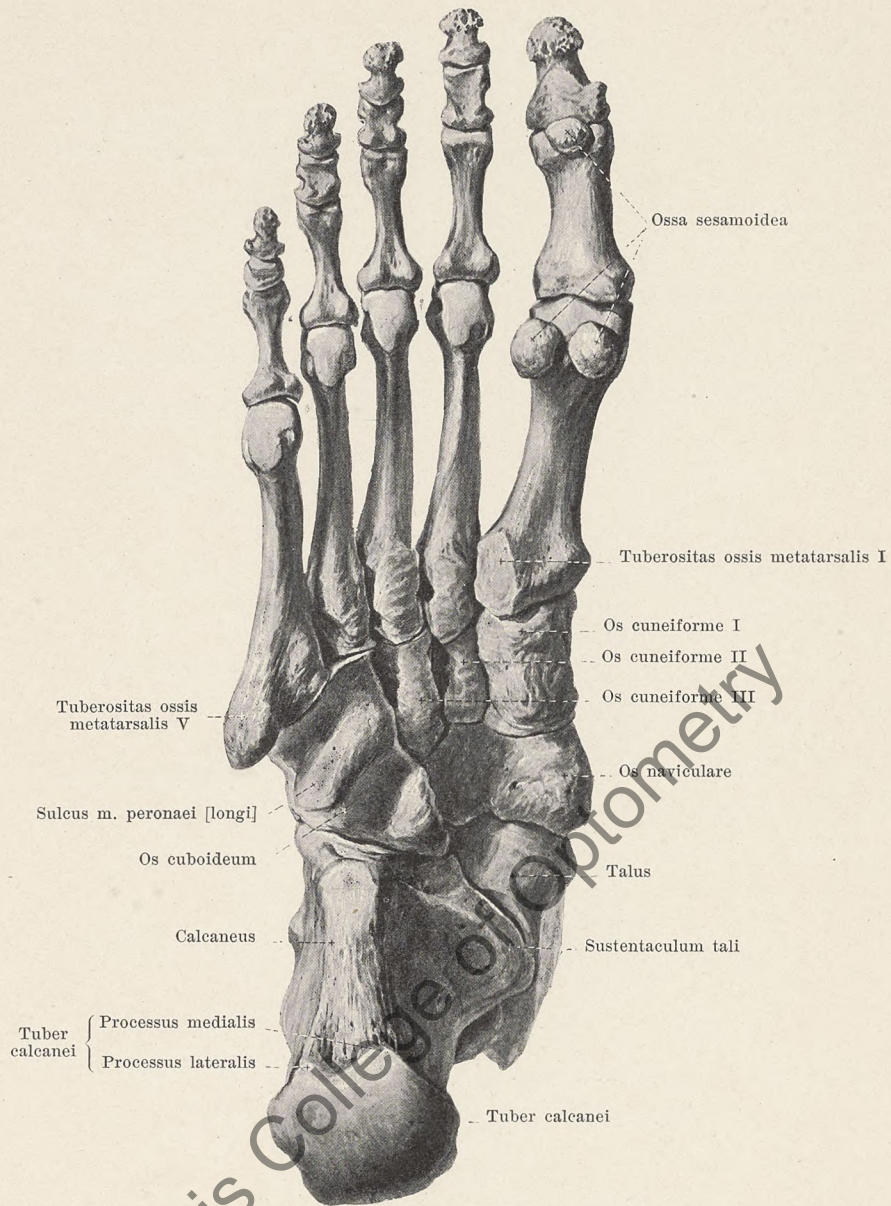 Ossa sesamoidea
Tuberositas ossis metatarsalis I
Os cuneiforme I
Os cuneiforme II
Os cuneiforme III
Tuberositas ossis
metatarsalis V
Os naviculare
Sulcus m. peronaei [longi]
Os cuboideum
Talus
Calcaneus
Sustentaculum tali
Tuber
calcanei
Processus medialis
Processus lateralis
Tuber calcanei
is College of Optometry